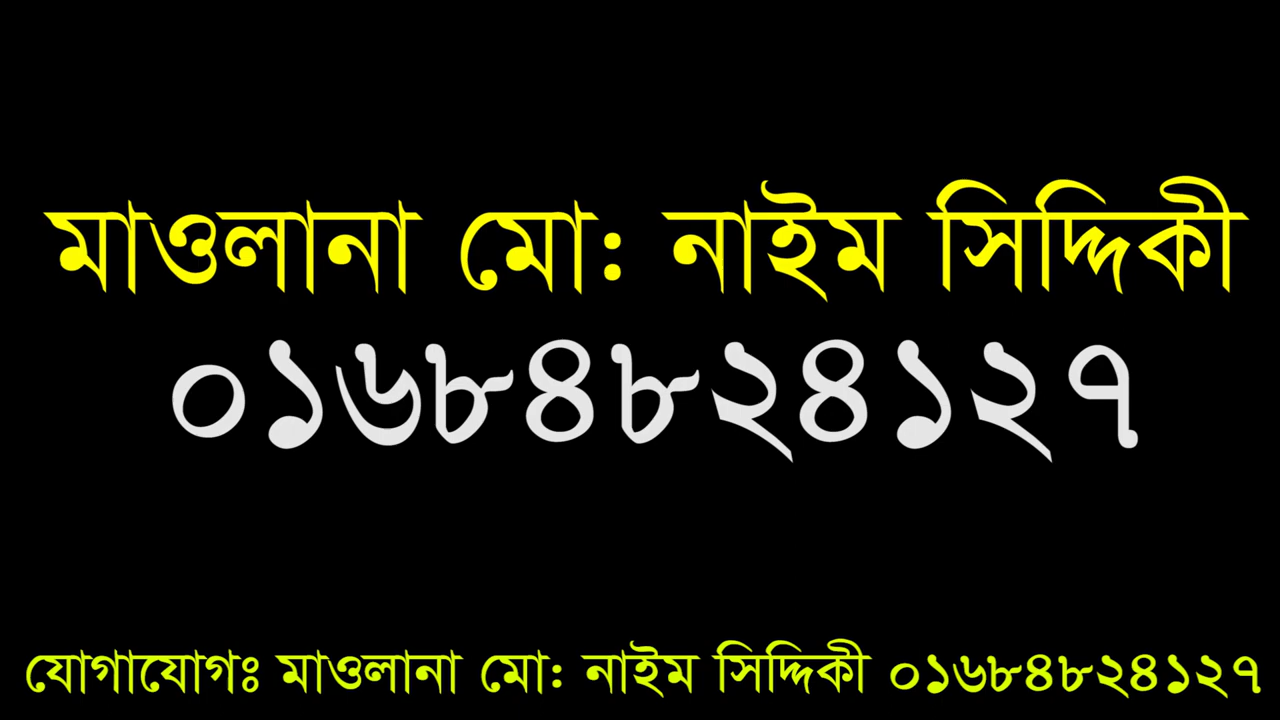 মাওলানা মো: নাইম সিদ্দিকী
০১৬৮৪৮২৪১২৭
যোগাযোগঃ মাওলানা মো: নাইম সিদ্দিকী ০১৬৮৪৮২৪১২৭